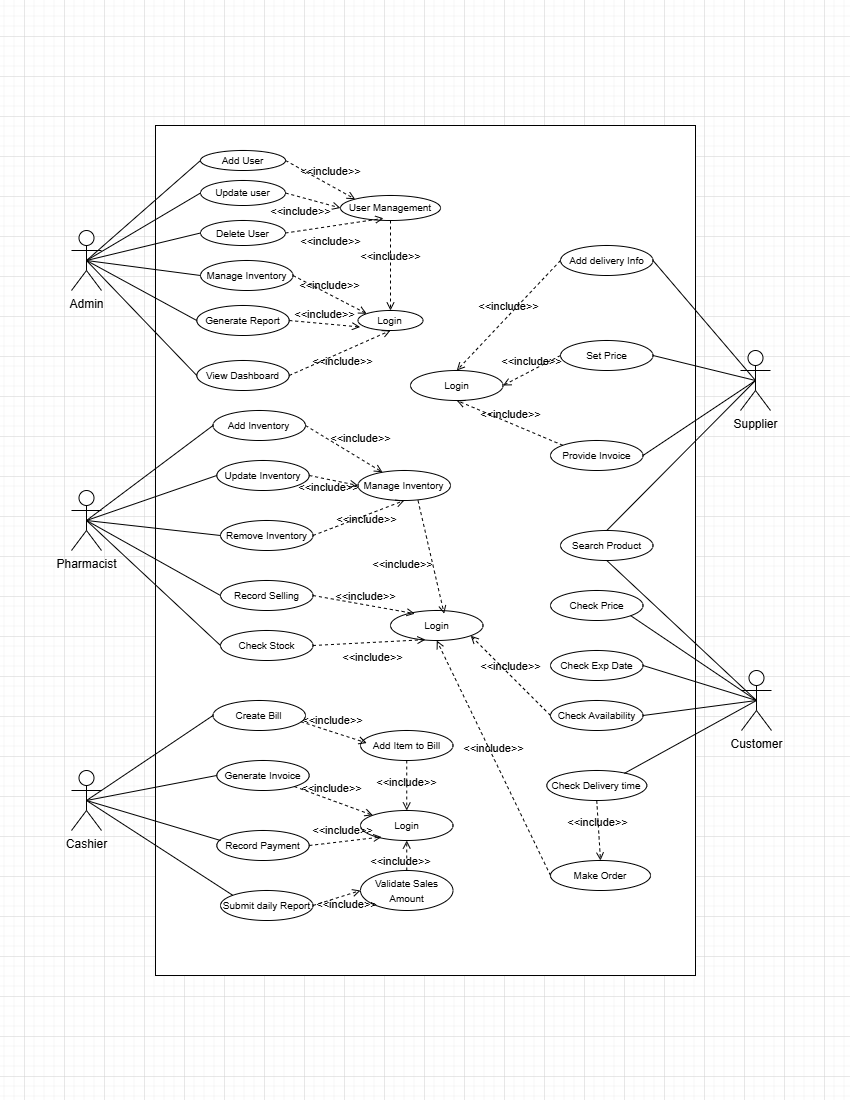 Add User
<<include>>
Update user
User Management
<<include>>
Delete User
<<include>>
<<include>>
Add delivery Info
Manage Inventory
<<include>>
Admin
<<include>>
Generate Report
<<include>>
Login
Set Price
<<include>>
<<include>>
View Dashboard
Login
<<include>>
Supplier
Add Inventory
<<include>>
Provide Invoice
Update Inventory
<<include>>
Manage Inventory
<<include>>
Remove Inventory
Search Product
Pharmacist
<<include>>
Record Selling
<<include>>
Check Price
Login
Check Stock
<<include>>
<<include>>
Check Exp Date
Create Bill
<<include>>
Check Availability
Add Item to Bill
<<include>>
Customer
Generate Invoice
<<include>>
<<include>>
Check Delivery time
Login
<<include>>
<<include>>
Cashier
Record Payment
<<include>>
Validate Sales
Amount
Make Order
Submit daily Report
<<include>>